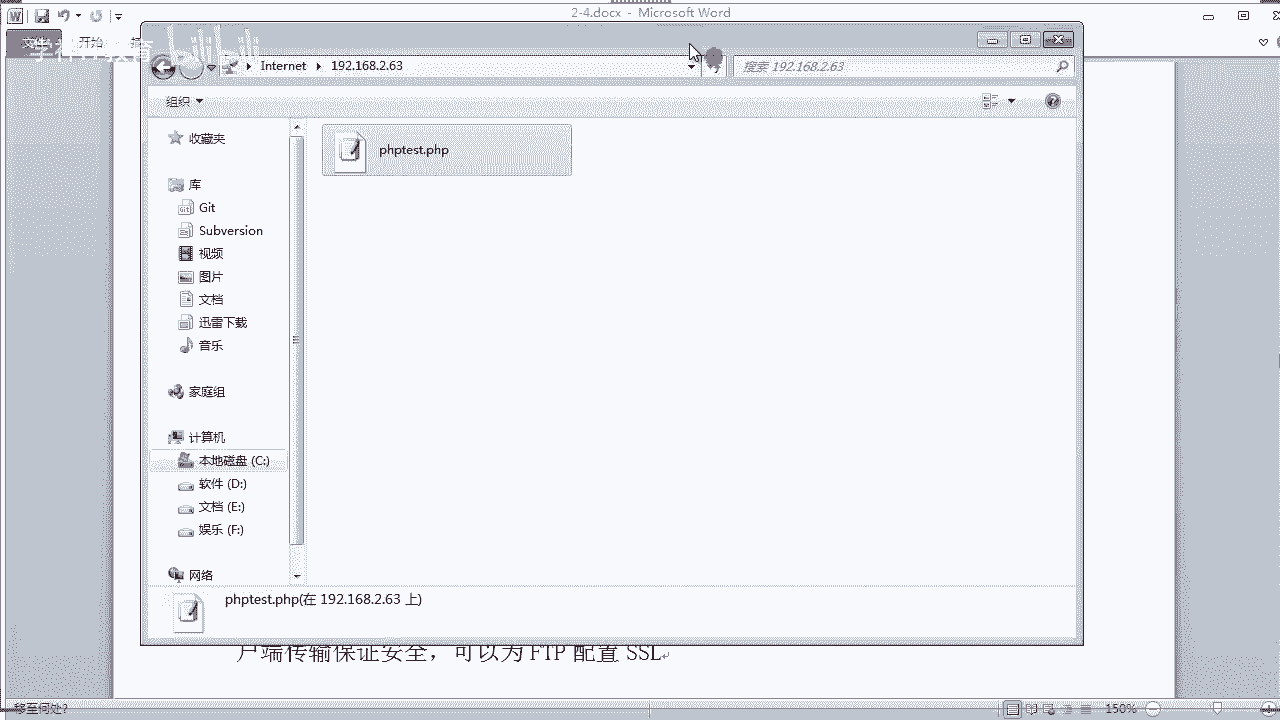 2-4.docx - Microsoft Word
文件
开始
bilibili
Internet
192.168.2.63
搜索 192.168.2.63
组织
收藏夹
phptest.php
库
Git
Subversion
视频
图片
文档
迅雷下载
音乐
家庭组
计算机
本地磁盘 (C:)
软件 (D:)
文档 (E:)
娱乐 (F:)
网络
phptest.php(在 192.168.2.63 上)
户端传输保证安全，可以为 FTP 配置 SSL
移至何处?
150%